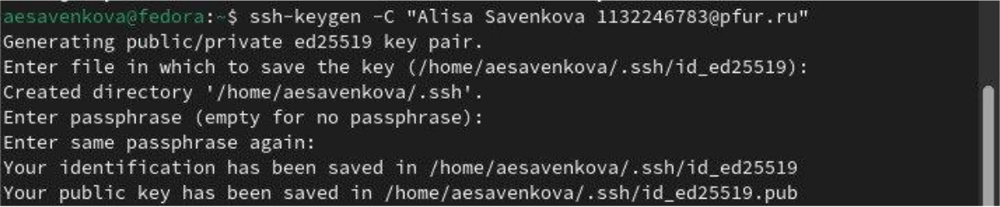 aesavenkova@fedora:~$ ssh-keygen -C "Alisa Savenkova 1132246783@pfur.ru"
Generating public/private ed25519 key pair.
Enter file in which to save the key (/home/aesavenkova/.ssh/id_ed25519):
Created directory '/home/aesavenkova/.ssh'.
Enter passphrase (empty for no passphrase):
Enter same passphrase again:
Your identification has been saved in /home/aesavenkova/.ssh/id_ed25519
Your public key has been saved in /home/aesavenkova/.ssh/id_ed25519.pub